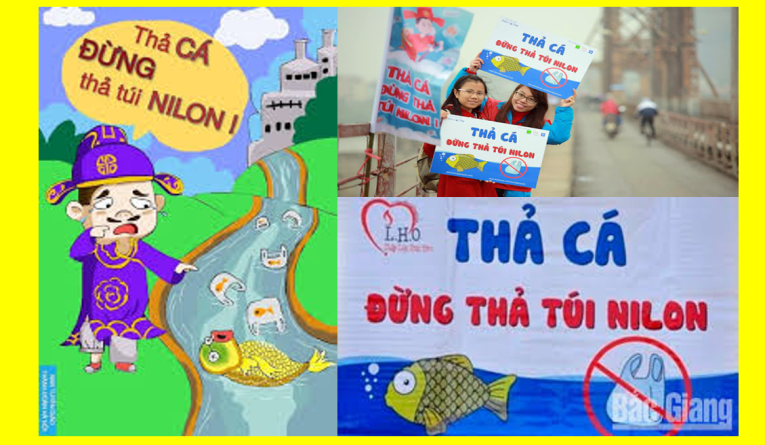 Thả CÁ
ĐỪNG
thả túi NILON !
THẢ CÁ
ĐỪNG THẢ
TÚI NILON !
THẢ CÁ
ĐỪNG THẢ TÚI NILON
THẢ CÁ
ĐỪNG THẢ TÚI NILON
L.H.O
THẢ CÁ
ĐỪNG THẢ TÚI NILON
Bắc Giang